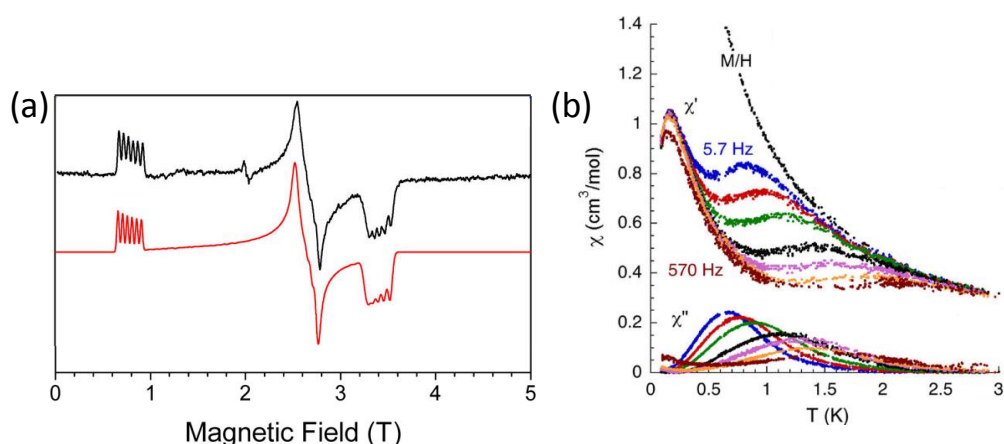 (a)
0 1 2 3 4 5
Magnetic Field (T)
(b)
1.4
1.2
1
0.8
0.6
0.4
0.2
0
χ (cm³/mol)
M/H
χ'
5.7 Hz
570 Hz
χ"
0 0.5 1 1.5 2 2.5 3
T (K)